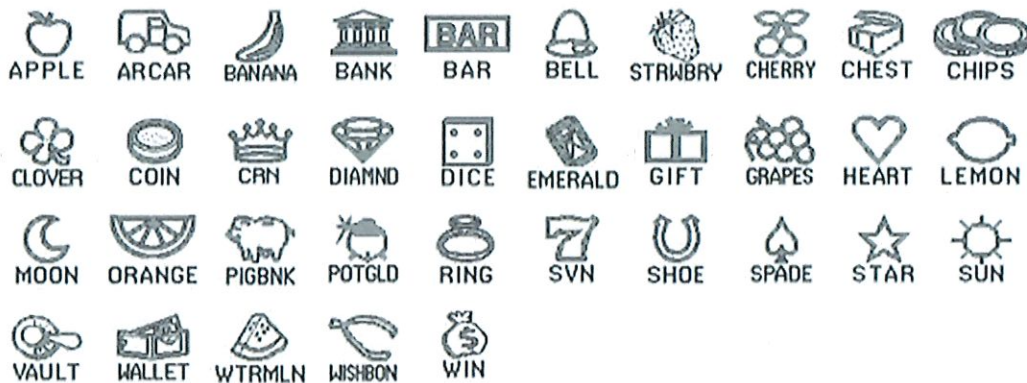 APPLE ARCAR BANANA BANK BAR BAR BELL STRWBRY CHERRY CHEST CHIPS
CLOVER COIN CRN DIAMND DICE EMERALD GIFT GRAPES HEART LEMON
MOON ORANGE PIGBNK POTGLD RING 7 SVN SHOE SPADE STAR SUN
VAULT WALLET WTRMLN WISHBON $ WIN